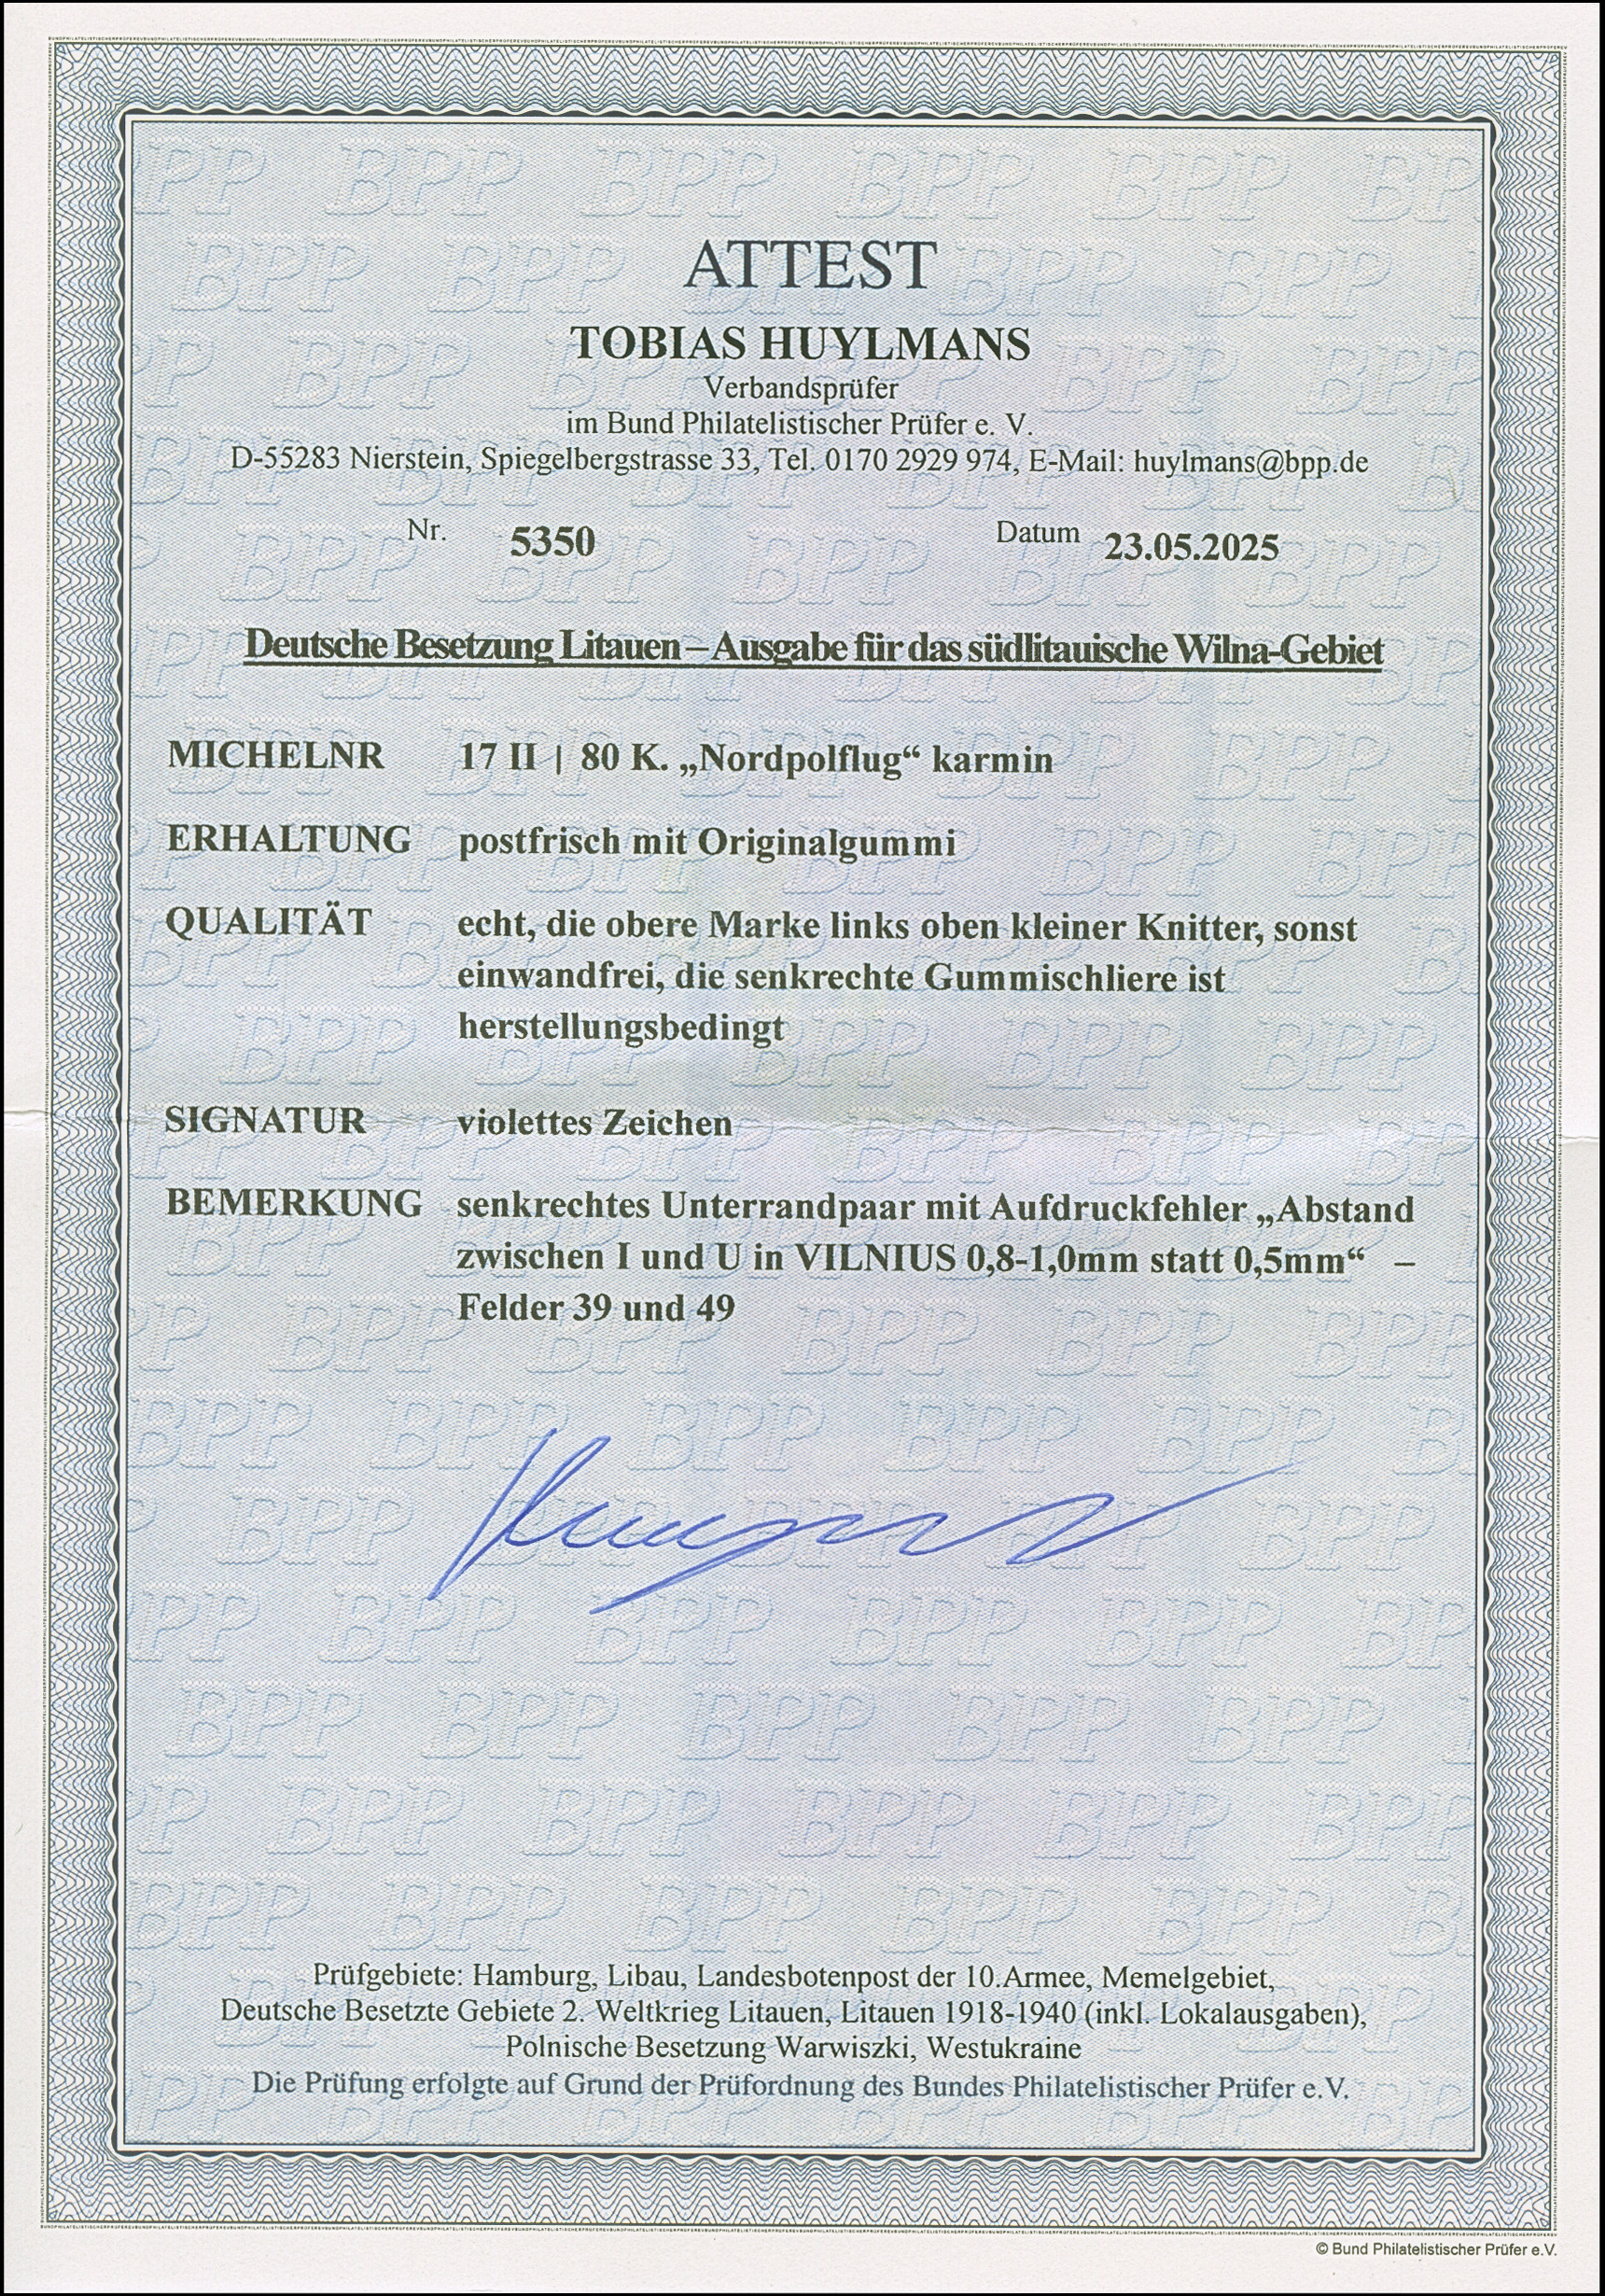 ATTEST
TOBIAS HUYLMANS
Verbandsprüfer
im Bund Philatelistischer Prüfer e. V.
D-55283 Nierstein, Spiegelbergstrasse 33, Tel. 0170 2929 974, E-Mail: huylmans@bpp.de
Nr. 5350 Datum 23.05.2025
Deutsche Besetzung Litauen – Ausgabe für das südlitauische Wilna-Gebiet
MICHELNR 17 II | 80 K. „Nordpolflug“ karmin
ERHALTUNG postfrisch mit Originalgummi
QUALITÄT echt, die obere Marke links oben kleiner Knitter, sonst
einwandfrei, die senkrechte Gummischliere ist
herstellungsbedingt
SIGNATUR violettes Zeichen
BEMERKUNG senkrechtes Unterrandpaar mit Aufdruckfehler „Abstand
zwischen I und U in VILNIUS 0,8-1,0mm statt 0,5mm“ –
Felder 39 und 49
Prüfgebiete: Hamburg, Libau, Landesbotenpost der 10.Armee, Memelgebiet,
Deutsche Besetzte Gebiete 2. Weltkrieg Litauen, Litauen 1918-1940 (inkl. Lokalausgaben),
Polnische Besetzung Warwiszki, Westukraine
Die Prüfung erfolgte auf Grund der Prüfordnung des Bundes Philatelistischer Prüfer e.V.
© Bund Philatelistischer Prüfer e.V.